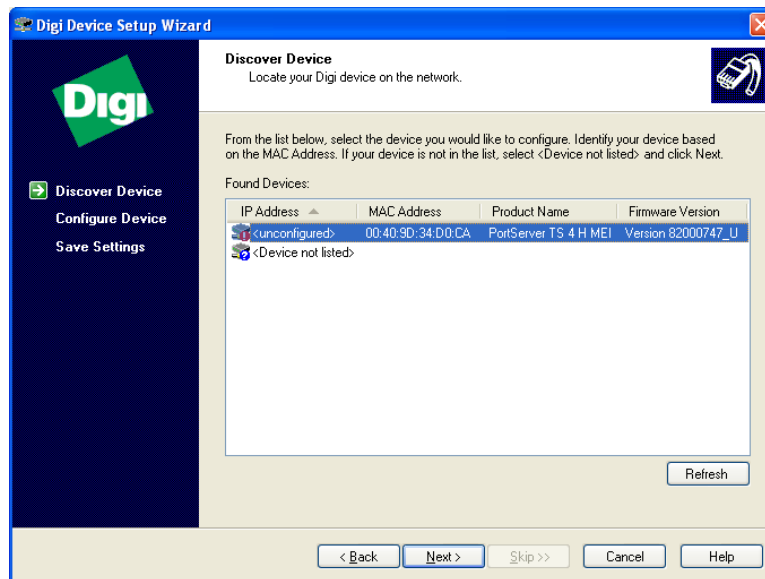 Digi Device Setup Wizard
Digi
Discover Device
Configure Device
Save Settings
Discover Device
Locate your Digi device on the network.
From the list below, select the device you would like to configure. Identify your device based
on the MAC Address. If your device is not in the list, select <Device not listed> and click Next.
Found Devices:
IP Address MAC Address Product Name Firmware Version
<unconfigured> 00:40:9D:34:D0:CA PortServer TS 4 H MEI Version 82000747_U
<Device not listed>
Refresh
< Back Next > Skip >> Cancel Help